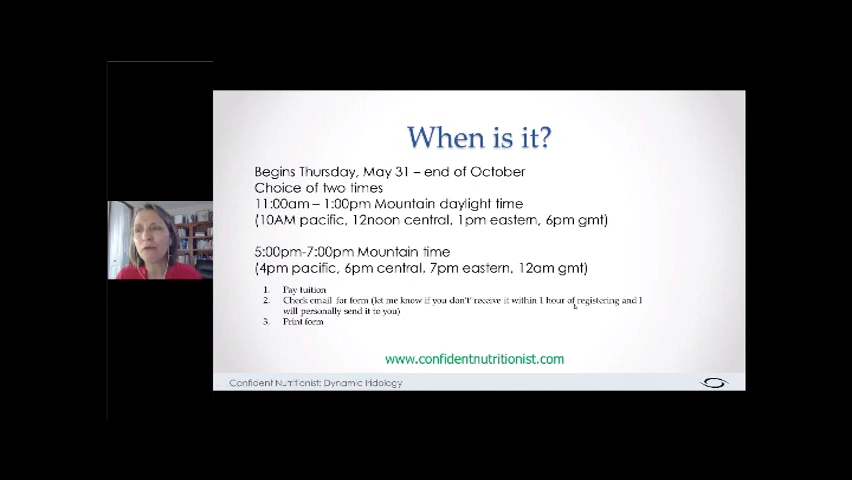 When is it?
Begins Thursday, May 31 – end of October
Choice of two times
11:00am – 1:00pm Mountain daylight time
(10AM pacific, 12noon central, 1pm eastern, 6pm gmt)
5:00pm-7:00pm Mountain time
(4pm pacific, 6pm central, 7pm eastern, 12am gmt)
1. Pay tuition
2. Check email for form (let me know if you don't' receive it within 1 hour of registering and I
will personally send it to you)
3. Print form
www.confidentnutritionist.com
Confident Nutritionist: Dynamic Iridology